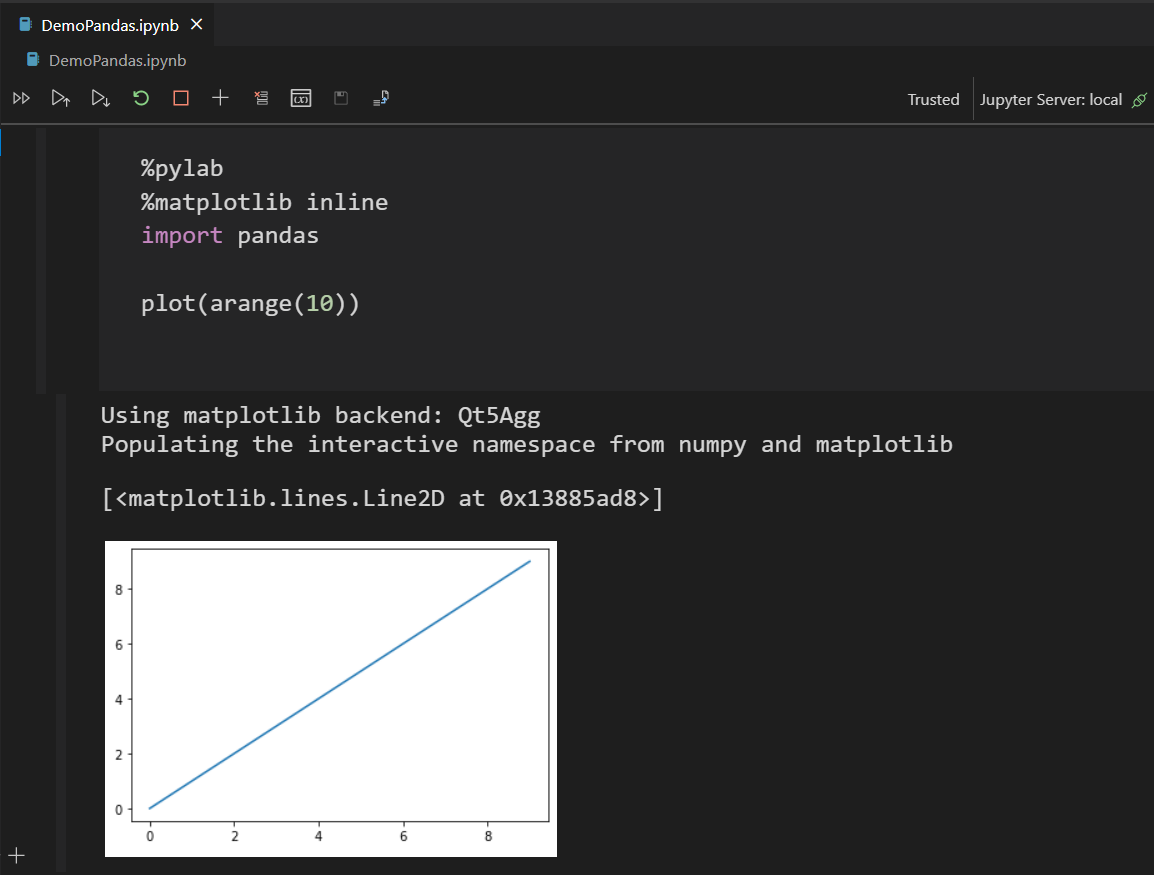 DemoPandas.ipynb
DemoPandas.ipynb
Trusted
Jupyter Server: local
%pylab
%matplotlib inline
import pandas
plot(arange(10))
Using matplotlib backend: Qt5Agg
Populating the interactive namespace from numpy and matplotlib
[<matplotlib.lines.Line2D at 0x13885ad8>]
8
6
4
2
0
0 2 4 6 8